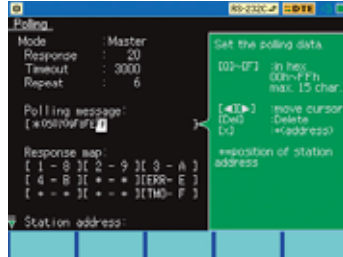 RS-232C DTE
Polling
Mode :Master
Response : 20
Timeout : 3000
Repeat : 6
Polling message:
Response map:
[ 1 - 8 ][ 2 - 9 ][ 3 - A ]
[ 4 - B ][ * - * ][ERR- E ]
[ * - * ][ * - * ][TMO- F ]
Station address:
Set the polling data.
[0]~[F] :in hex
00h~FFh
max. 15 char.
[◀][▶] :move cursor
[Del] :Delete
[x] :*(address)
*=position of station
address